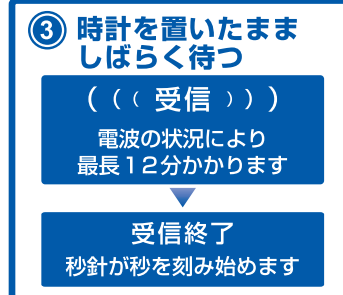 ③ 時計を置いたまま
しばらく待つ
(((受信)))
電波の状況により
最長12分かかります
受信終了
秒針が秒を刻み始めます